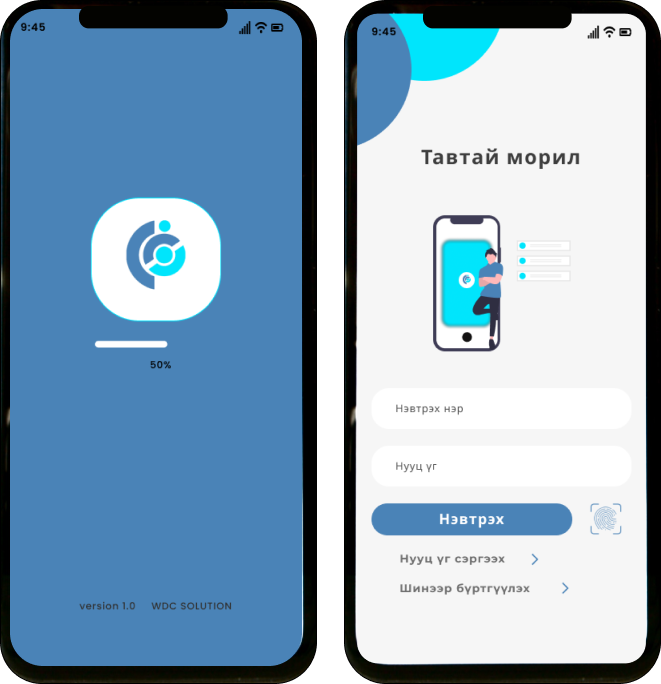 9:45
50%
version 1.0 WDC SOLUTION
9:45
Тавтай морил
Нэвтрэх нэр
Нууц үг
Нэвтрэх
Нууц үг сэргээх
Шинээр бүртгүүлэх